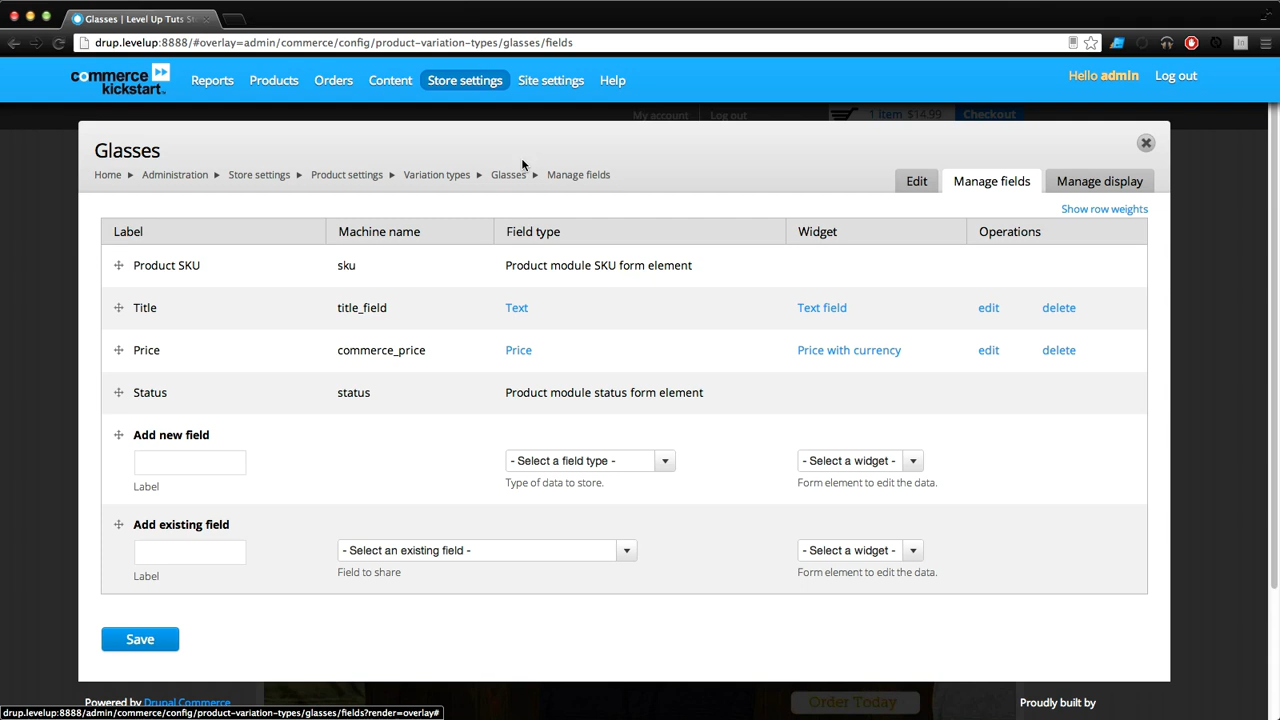 Glasses | Level Up Tuts St
drup.levelup:8888/#overlay=admin/commerce/config/product-variation-types/glasses/fields
commerce kickstart™
Reports Products Orders Content Store settings Site settings Help
Hello admin Log out
My account Log out 1 item $14.99 Checkout
Glasses
Home Administration Store settings Product settings Variation types Glasses Manage fields
Edit Manage fields Manage display
Show row weights
Label Machine name Field type Widget Operations
Product SKU sku Product module SKU form element
Title title_field Text Text field edit delete
Price commerce_price Price Price with currency edit delete
Status status Product module status form element
Add new field
- Select a field type - - Select a widget -
Label Type of data to store. Form element to edit the data.
Add existing field
- Select an existing field - - Select a widget -
Label Field to share Form element to edit the data.
Save
Powered by Drupal Commerce Order Today Proudly built by
drup.levelup:8888/admin/commerce/config/product-variation-types/glasses/fields?render=overlay#